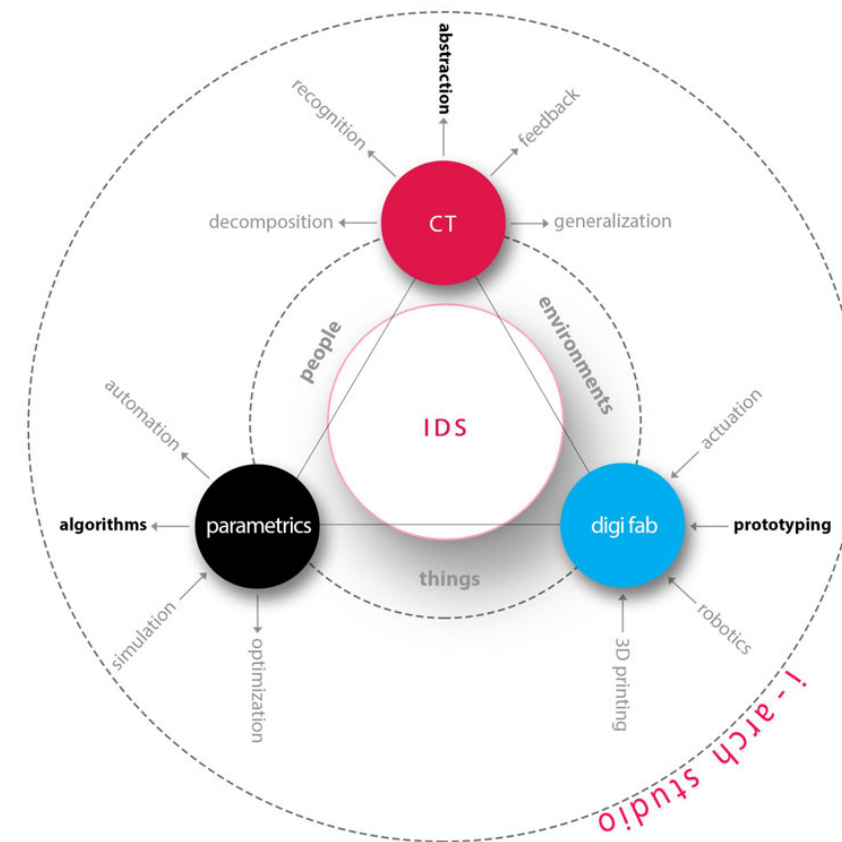 abstraction
recognition
feedback
decomposition
CT
generalization
people
environments
IDS
automation
actuation
algorithms
parametrics
digi fab
prototyping
things
simulation
optimization
3D printing
robotics
i-arch studio